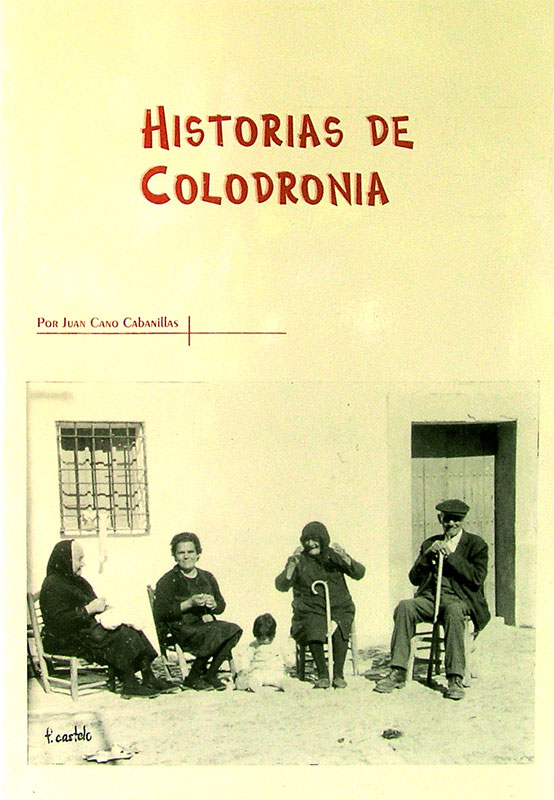 HISTORIAS DE
COLODRONIA
POR JUAN CANO CABANILLAS
f. castelo